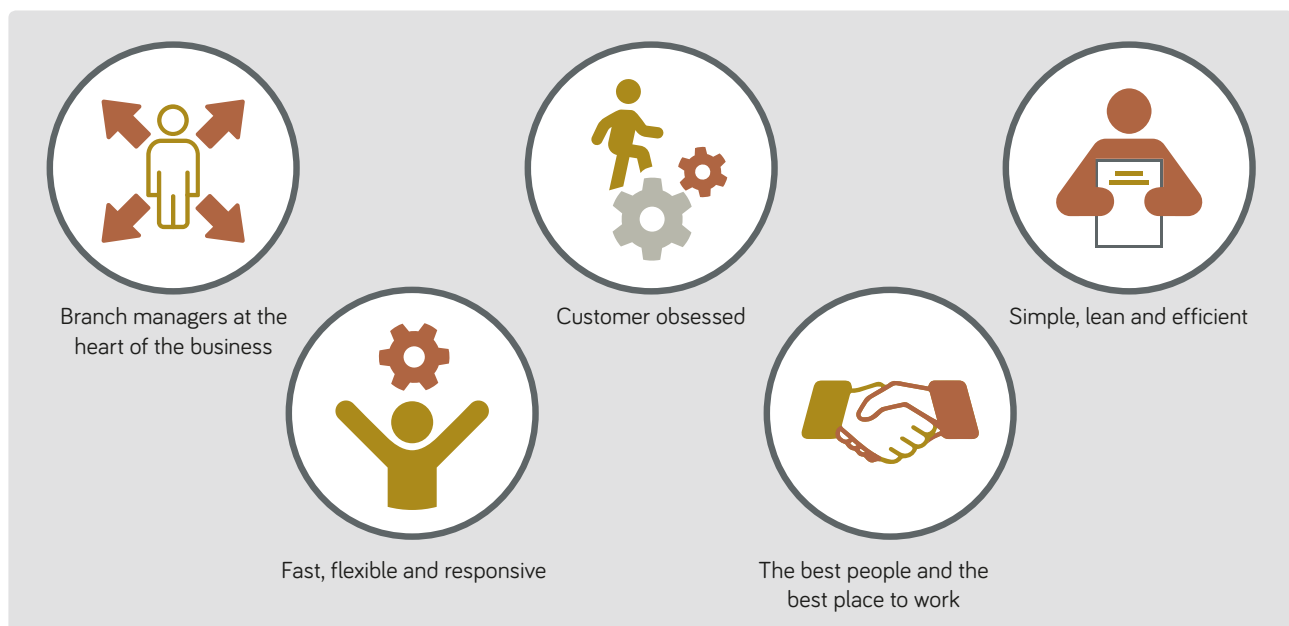 Branch managers at the
heart of the business
Customer obsessed
Simple, lean and efficient
Fast, flexible and responsive
The best people and the
best place to work